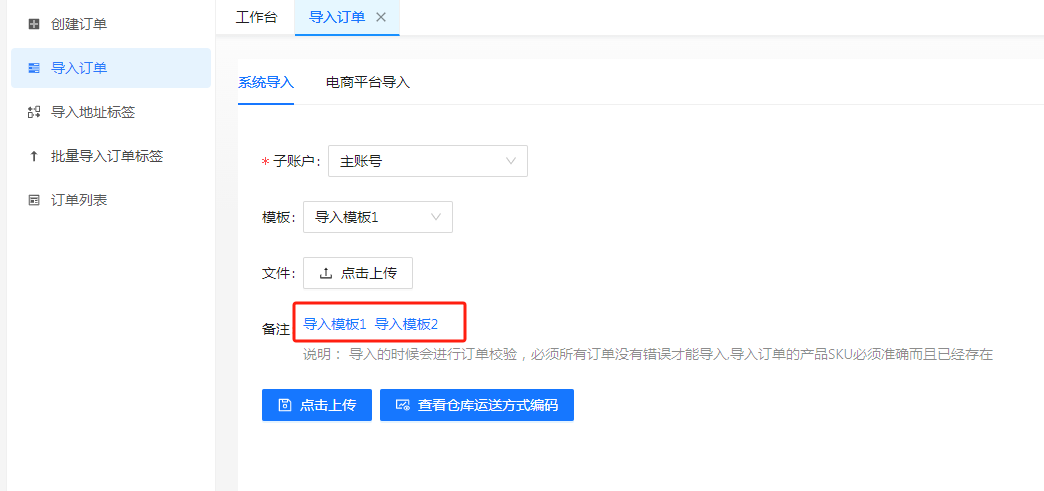 创建订单
导入订单
导入地址标签
批量导入订单标签
订单列表
工作台 导入订单
系统导入 电商平台导入
* 子账户: 主账号
模板: 导入模板1
文件: 点击上传
备注 导入模板1 导入模板2
说明： 导入的时候会进行订单校验，必须所有订单没有错误才能导入,导入订单的产品SKU必须准确而且已经存在
点击上传 查看仓库运送方式编码